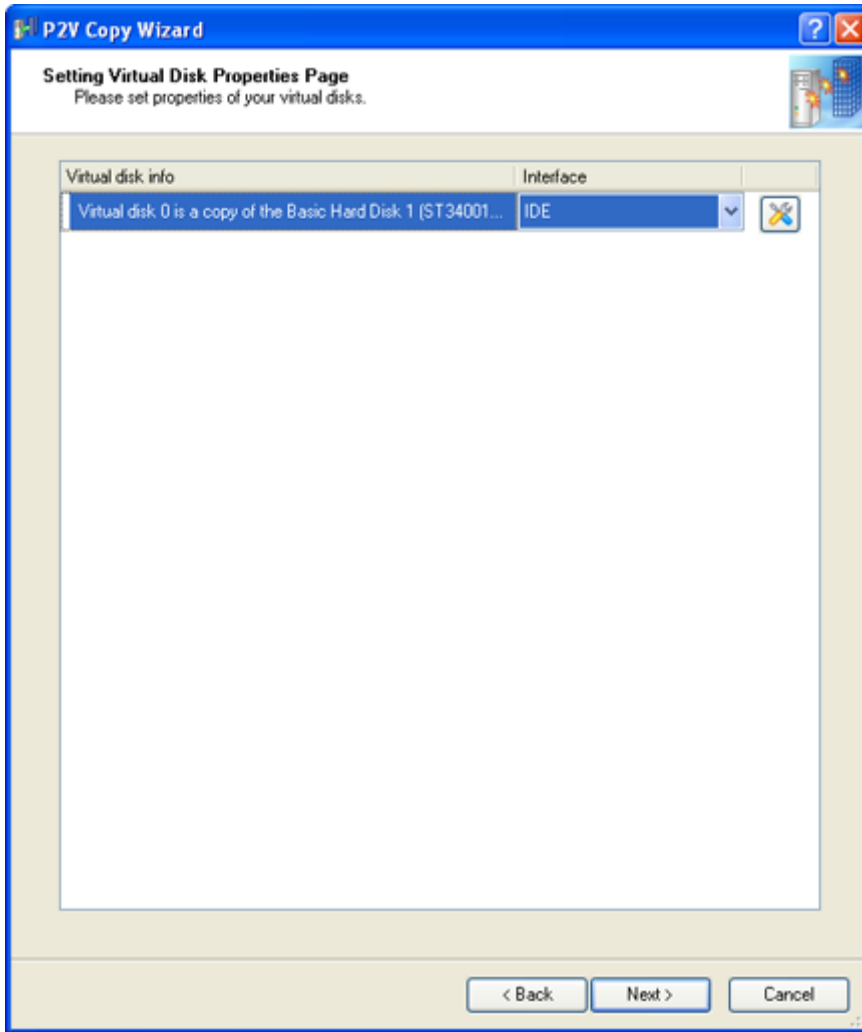 P2V Copy Wizard
Setting Virtual Disk Properties Page
Please set properties of your virtual disks.
Virtual disk info Interface
Virtual disk 0 is a copy of the Basic Hard Disk 1 (ST34001... IDE
< Back Next > Cancel